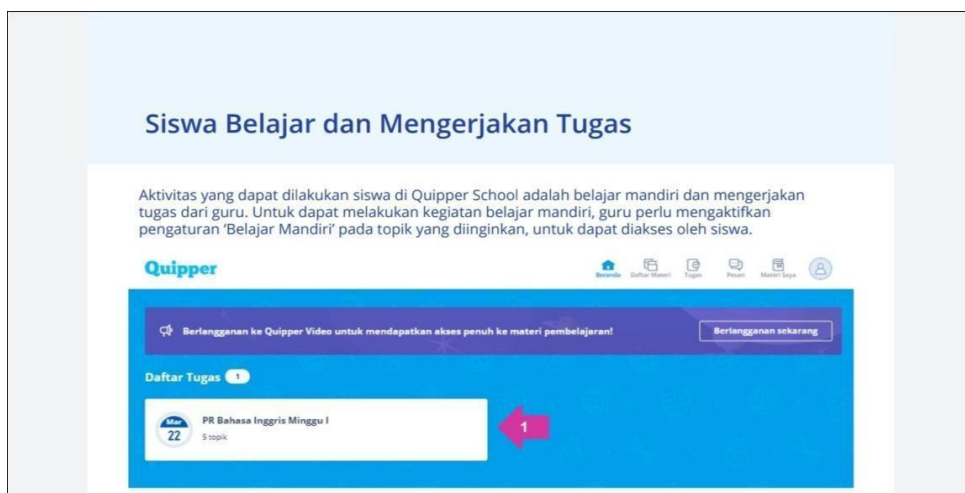 Siswa Belajar dan Mengerjakan Tugas
Aktivitas yang dapat dilakukan siswa di Quipper School adalah belajar mandiri dan mengerjakan
tugas dari guru. Untuk dapat melakukan kegiatan belajar mandiri, guru perlu mengaktifkan
pengaturan ‘Belajar Mandiri’ pada topik yang diinginkan, untuk dapat diakses oleh siswa.
Quipper
Beranda Daftar Materi Tugas Pesan Materi Saya
Berlangganan ke Quipper Video untuk mendapatkan akses penuh ke materi pembelajaran!
Berlangganan sekarang
Daftar Tugas 1
Mar
22
PR Bahasa Inggris Minggu I
5 topik
1